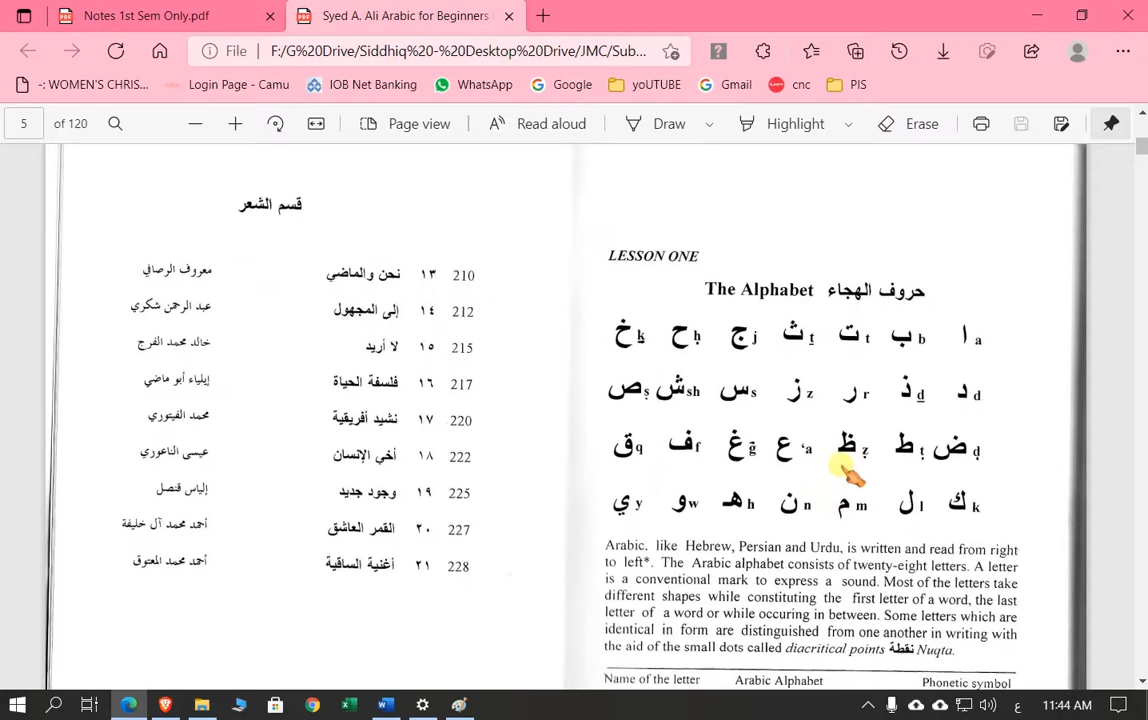 Notes 1st Sem Only.pdf
Syed A. Ali Arabic for Beginners
File F:/G%20Drive/Siddhiq%20-%20Desktop%20Drive/JMC/Sub...
-: WOMEN'S CHRIS... Login Page - Camu IOB Net Banking WhatsApp Google yoUTUBE Gmail cnc PIS
5 of 120 Page view Read aloud Draw Highlight Erase
قسم الشعر
210 ١٣ نحن والماضي معروف الرصافي
212 ١٤ إلى المجهول عبد الرحمن شكري
215 ١٥ لا أريد خالد محمد الفرج
217 ١٦ فلسفة الحياة إيلياء أبو ماضي
220 ١٧ نشيد أفريقية محمد الفيتوري
222 ١٨ أخي الإنسان عيسى الناعوري
225 ١٩ وجود جديد إلياس قنصل
227 ٢٠ القمر العاشق أحمد محمد آل خليفة
228 ٢١ أغنية الساقية أحمد محمد المعتوق
LESSON ONE
The Alphabet حروف الهجاء
ا a ب b ت t ث ṯ ج j ح ḥ خ ḵ
د d ذ ḏ ر r ز z س s ش sh ص ṣ
ض ḍ ط ṭ ظ ẓ ع ‘a غ ḡ ف f ق q
ك k ل l م m ن n هـ h و w ي y
Arabic. like Hebrew, Persian and Urdu, is written and read from right
to left*. The Arabic alphabet consists of twenty-eight letters. A letter
is a conventional mark to express a sound. Most of the letters take
different shapes while constituting the first letter of a word, the last
letter of a word or while occuring in between. Some letters which are
identical in form are distinguished from one another in writing with
the aid of the small dots called diacritical points نقطة Nuqta.
Name of the letter Arabic Alphabet Phonetic symbol
ع 11:44 AM